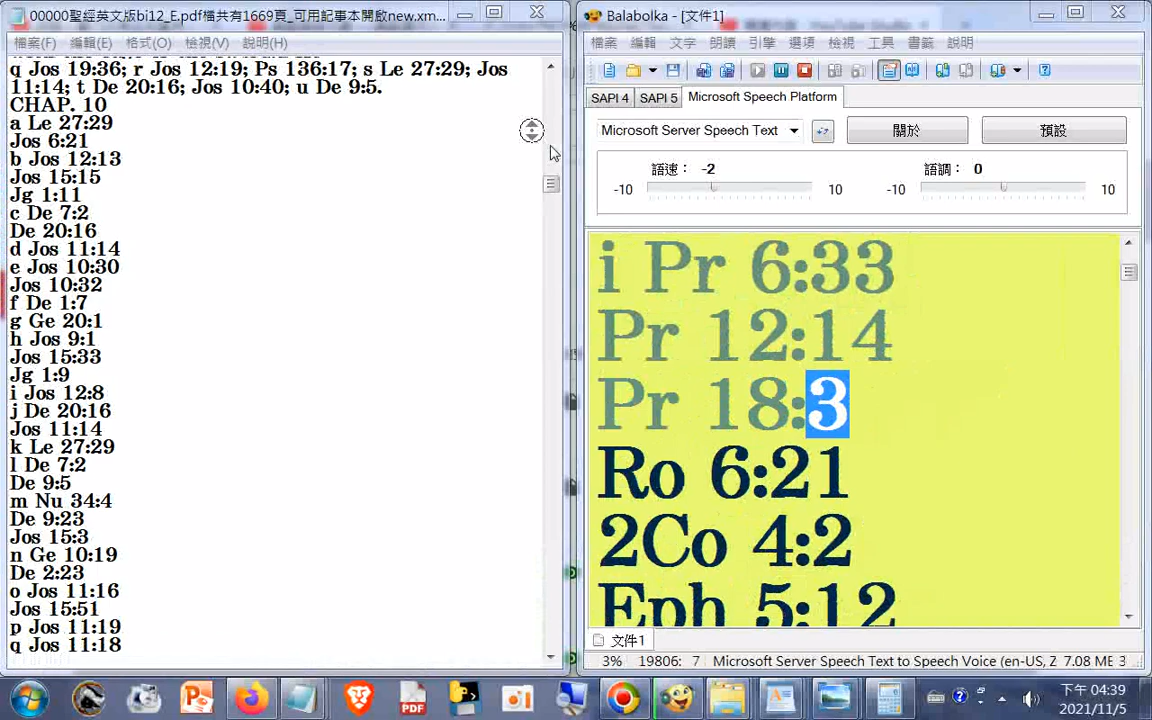 00000聖經英文版bi12_E.pdf檔共有1669頁_可用記事本開啟new.xm...
檔案(F) 編輯(E) 格式(O) 檢視(V) 說明(H)
q Jos 19:36; r Jos 12:19; Ps 136:17; s Le 27:29; Jos
11:14; t De 20:16; Jos 10:40; u De 9:5.
CHAP. 10
a Le 27:29
Jos 6:21
b Jos 12:13
Jos 15:15
Jg 1:11
c De 7:2
De 20:16
d Jos 11:14
e Jos 10:30
Jos 10:32
f De 1:7
g Ge 20:1
h Jos 9:1
Jos 15:33
Jg 1:9
i Jos 12:8
j De 20:16
Jos 11:14
k Le 27:29
l De 7:2
De 9:5
m Nu 34:4
De 9:23
Jos 15:3
n Ge 10:19
De 2:23
o Jos 11:16
Jos 15:51
p Jos 11:19
q Jos 11:18
Balabolka - [文件1]
檔案 編輯 文字 朗讀 引擎 選項 檢視 工具 書籤 說明
SAPI 4 SAPI 5 Microsoft Speech Platform
Microsoft Server Speech Text 關於 預設
語速： -2 語調： 0
-10 10 -10 10
i Pr 6:33
Pr 12:14
Pr 18:3
Ro 6:21
2Co 4:2
Eph 5:12
文件1
3% 19806: 7 Microsoft Server Speech Text to Speech Voice (en-US, Z 7.08 ME 3
PDF
下午 04:39
2021/11/5